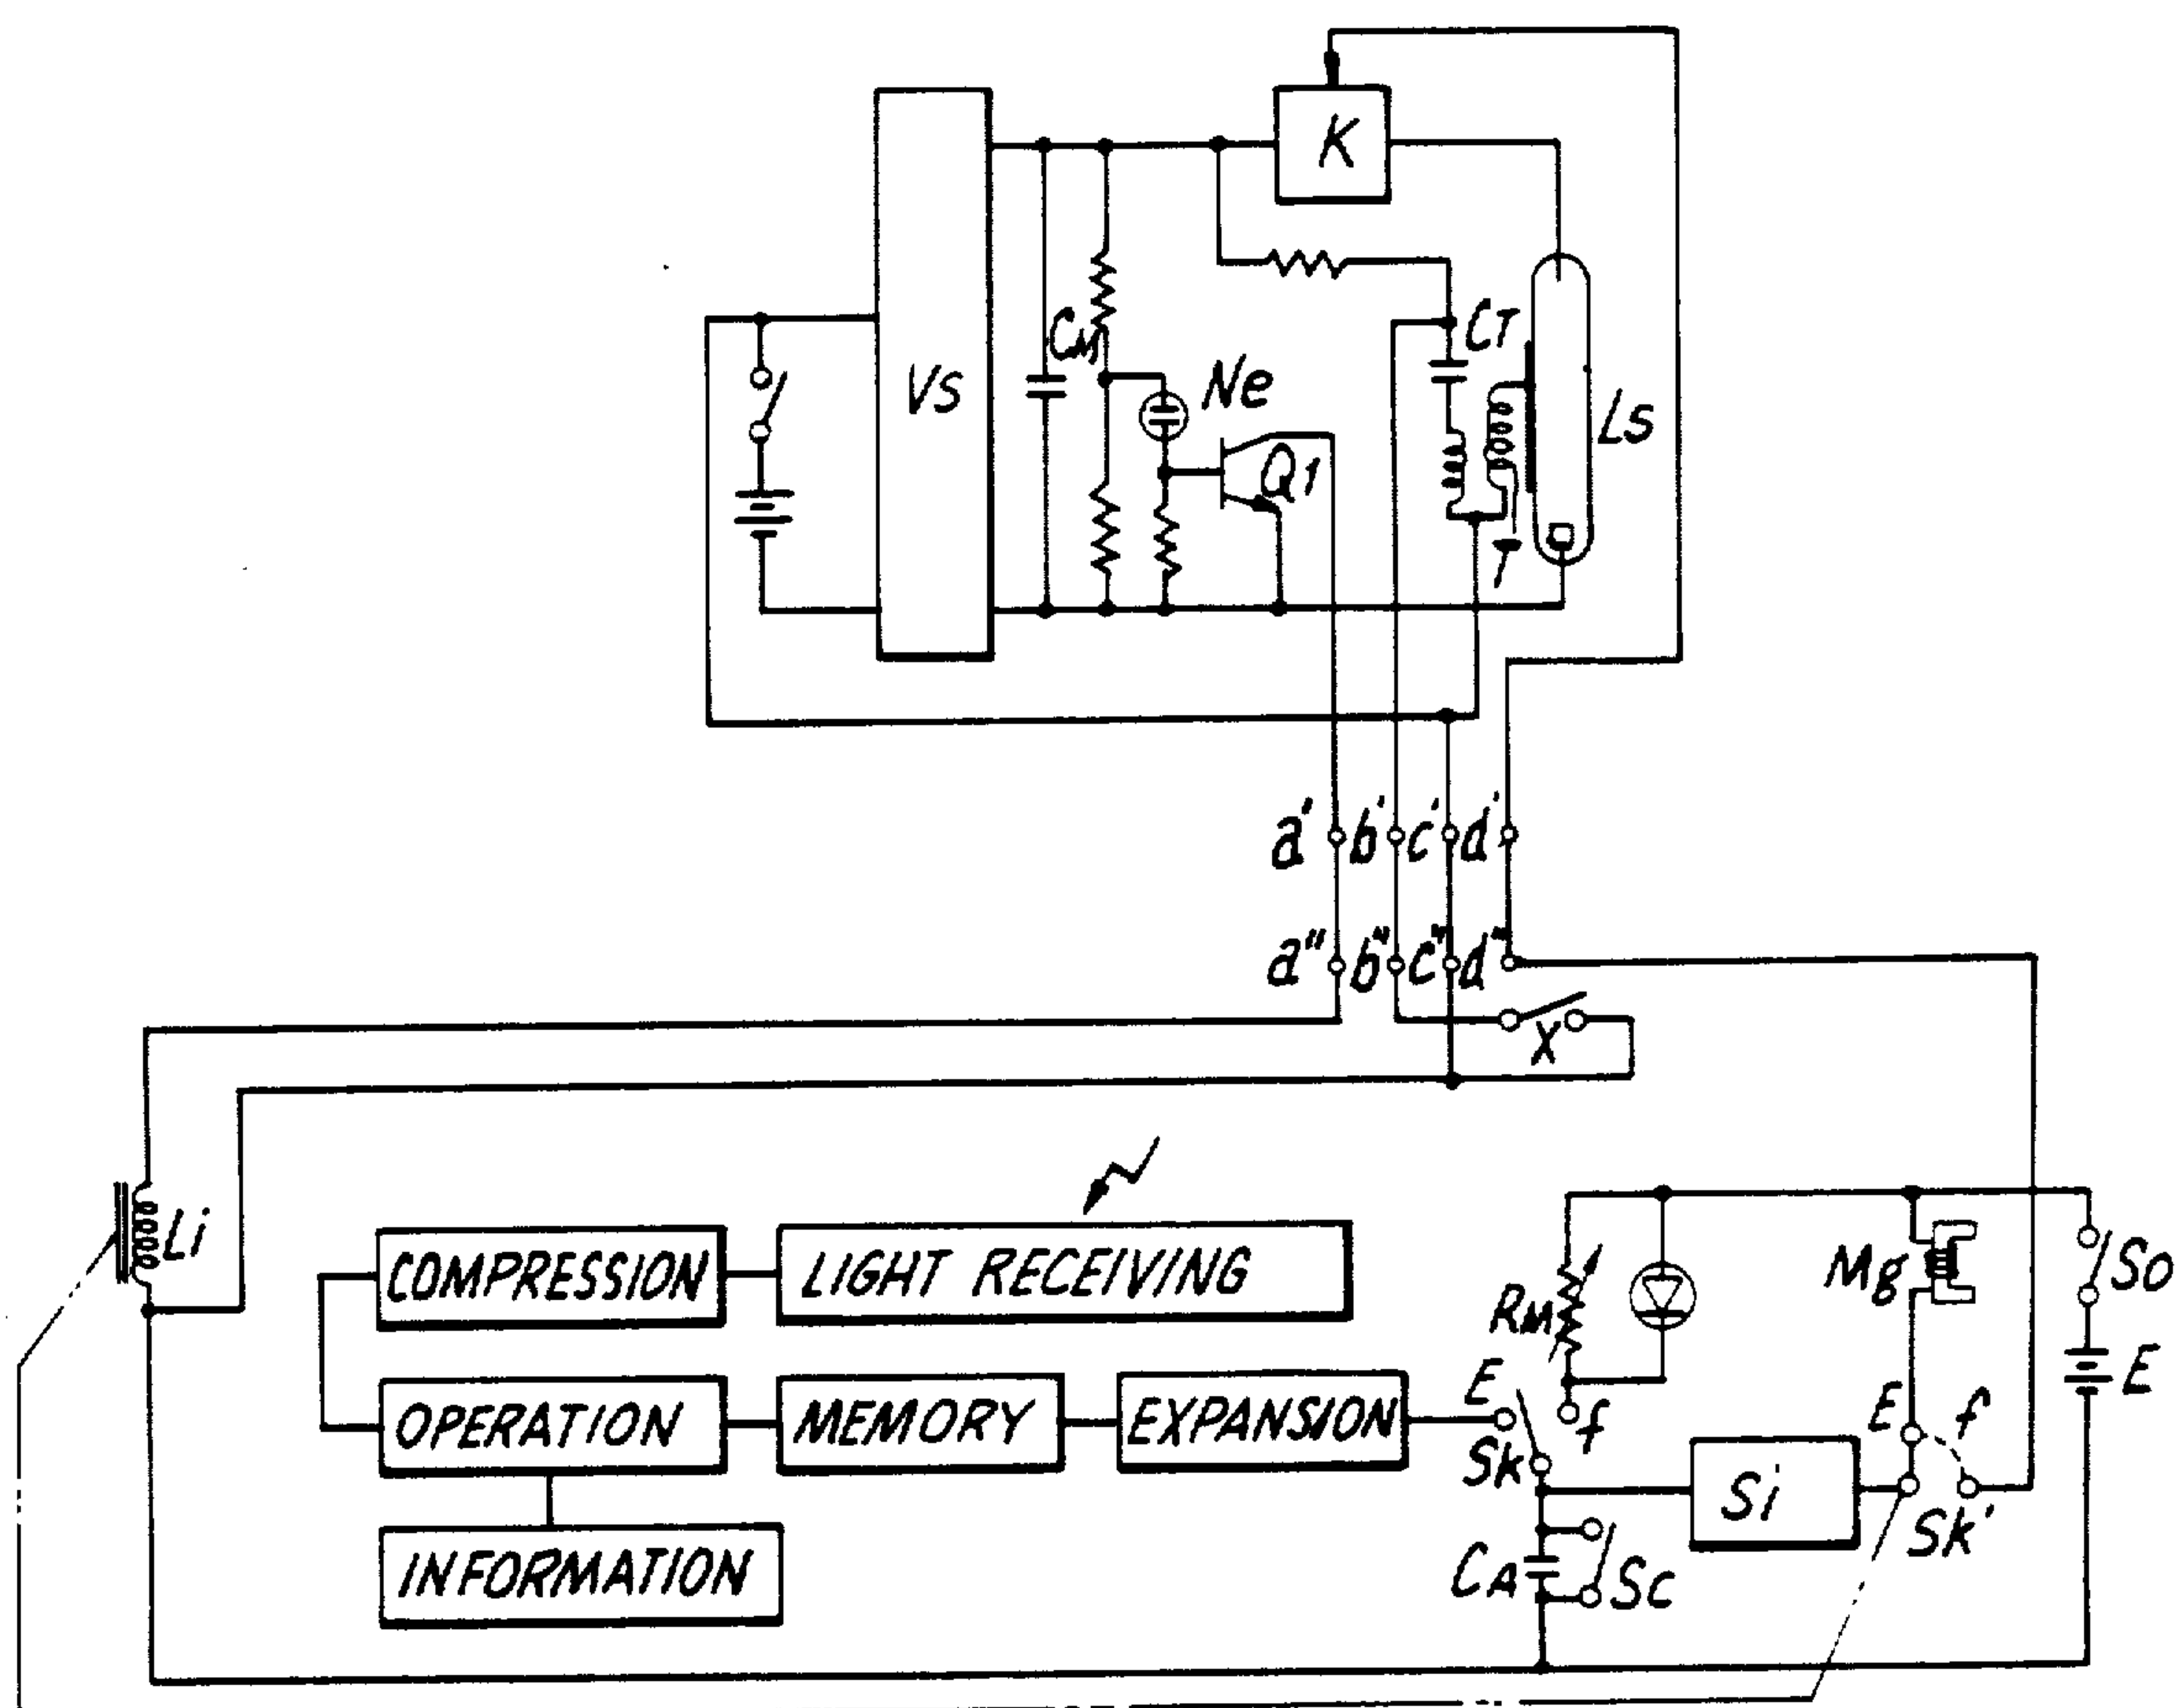 K
CM
VS
Ne
CT
Q1
LS
T
a' b' c' d'
a" b" c" d"
X
Li
COMPRESSION
LIGHT RECEIVING
RM
Mg
So
E
OPERATION
MEMORY
EXPANSION
E
f
Sk
E
f
Si
Sk'
INFORMATION
CA
Sc